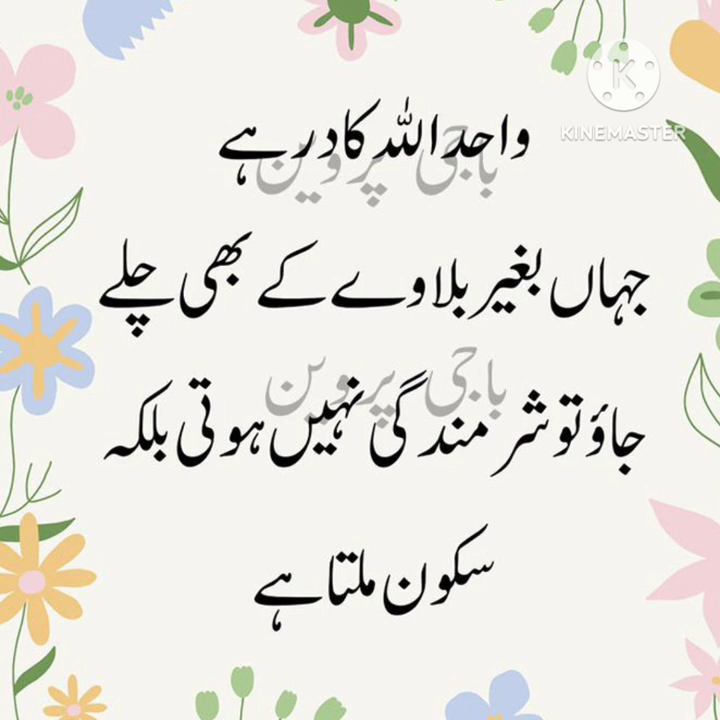 واحد اللہ کا در ہے
باجی پروین
KINEMASTER
جہاں بغیر بلاوے کے بھی چلے
باجی پروین
جاؤ تو شرمندگی نہیں ہوتی بلکہ
سکون ملتا ہے